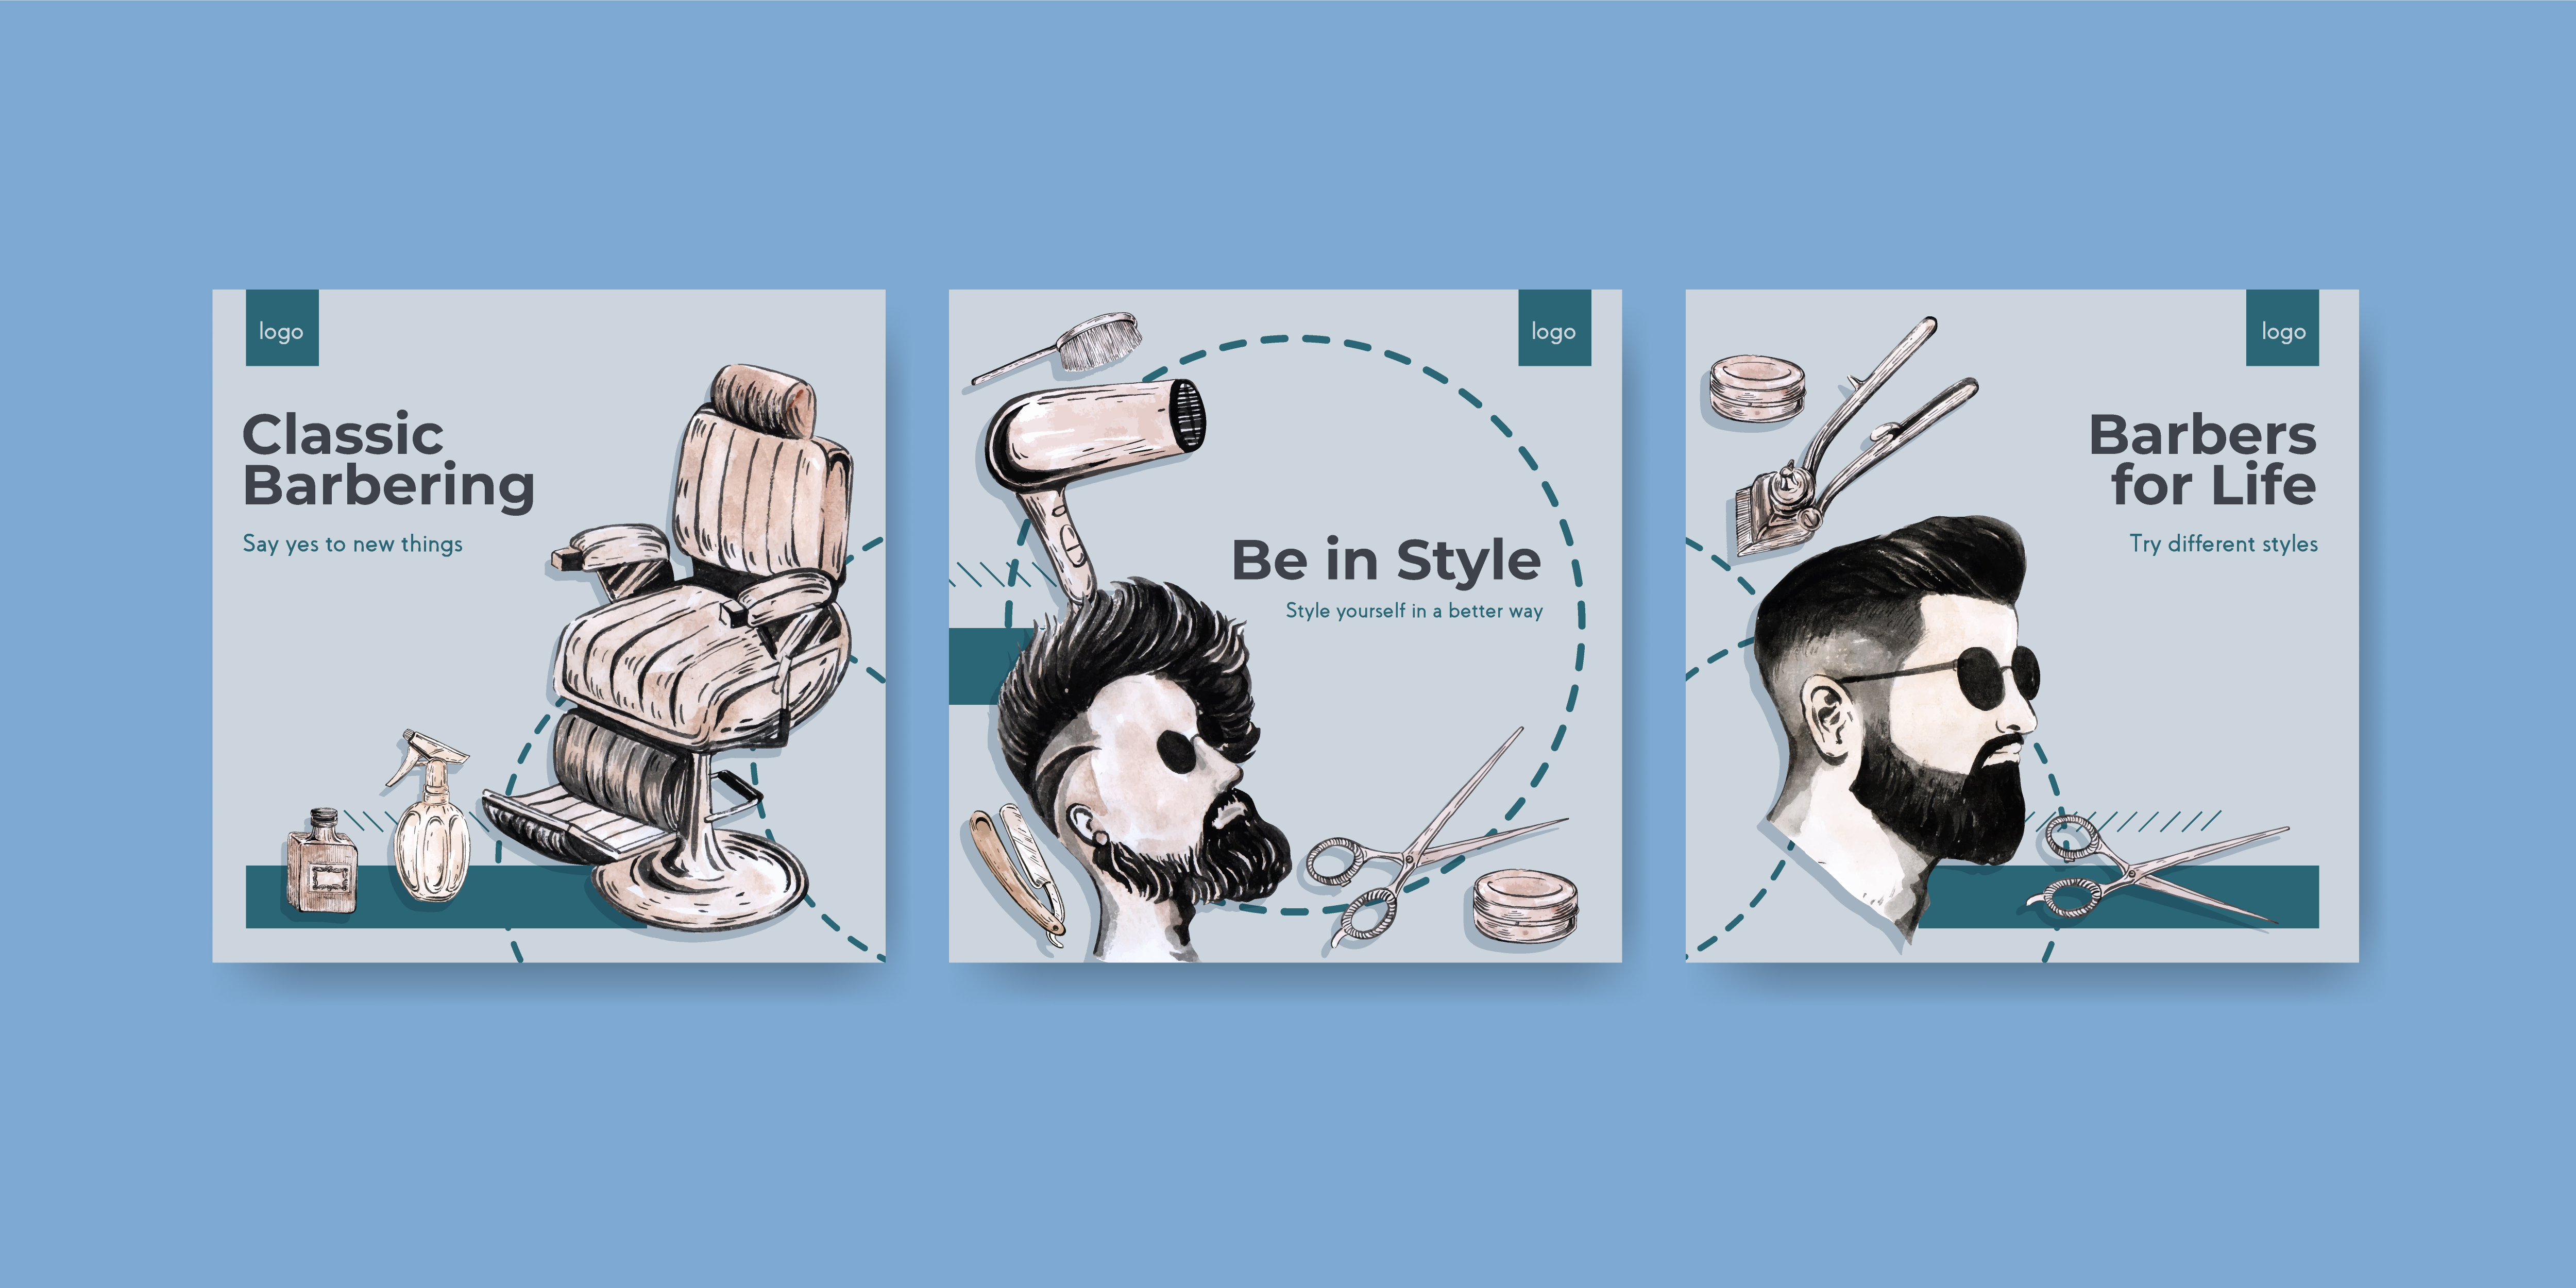 logo
Classic
Barbering
Say yes to new things
logo
Be in Style
Style yourself in a better way
logo
Barbers
for Life
Try different styles